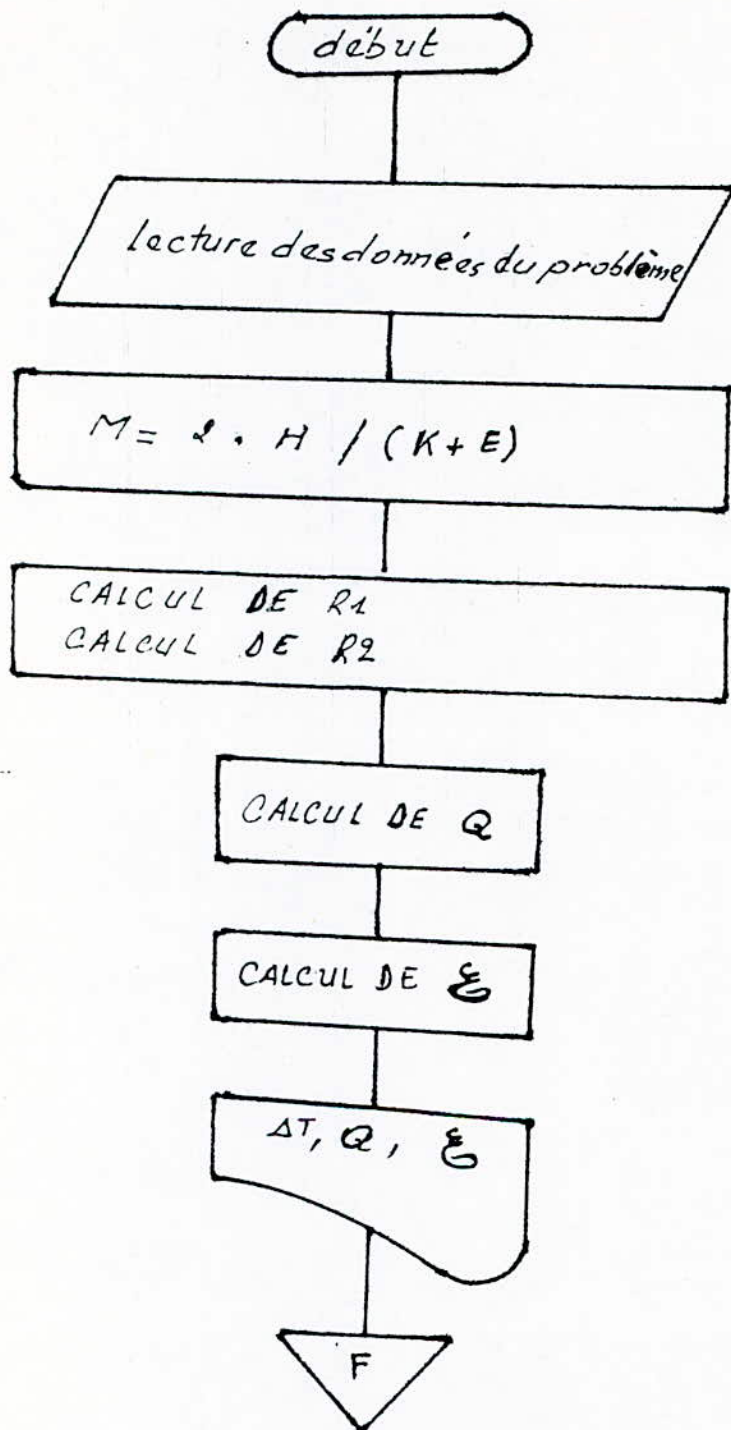 début
lecture des données du problème
M = 2 . H / (K + E)
CALCUL DE R1
CALCUL DE R2
CALCUL DE Q
CALCUL DE Ɛ
ΔT, Q, Ɛ
F